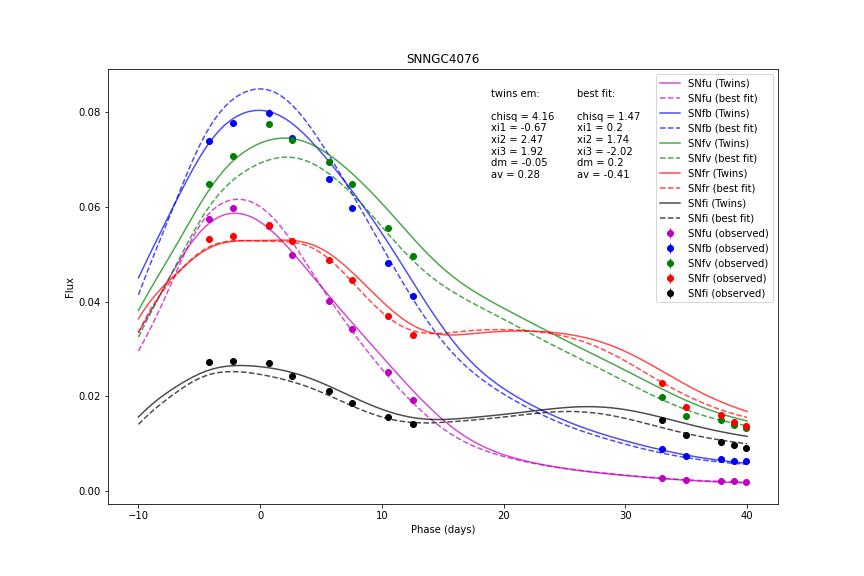 SNNGC4076
twins em: best fit:
chisq = 4.16 chisq = 1.47
xi1 = -0.67 xi1 = 0.2
xi2 = 2.47 xi2 = 1.74
xi3 = 1.92 xi3 = -2.02
dm = -0.05 dm = 0.2
av = 0.28 av = -0.41
SNfu (Twins)
SNfu (best fit)
SNfb (Twins)
SNfb (best fit)
SNfv (Twins)
SNfv (best fit)
SNfr (Twins)
SNfr (best fit)
SNfi (Twins)
SNfi (best fit)
SNfu (observed)
SNfb (observed)
SNfv (observed)
SNfr (observed)
SNfi (observed)
Flux
0.08
0.06
0.04
0.02
0.00
−10 0 10 20 30 40
Phase (days)